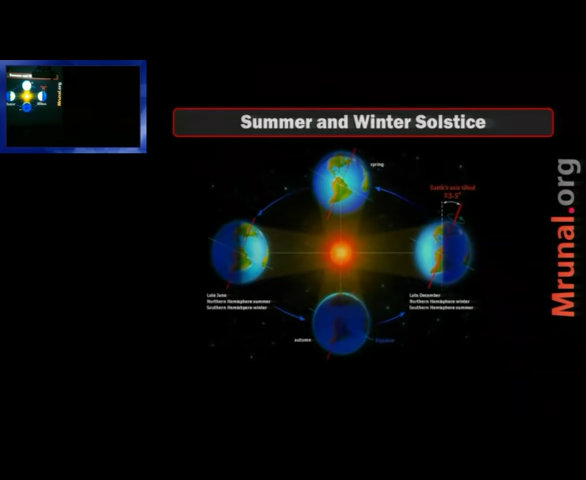 Summer and Winter Solstice
spring
Earth's axis tilted
23.5°
Late June
Northern Hemisphere summer
Southern Hemisphere winter
Late December
Northern Hemisphere winter
Southern Hemisphere summer
autumn
Equator
Mrunal.org